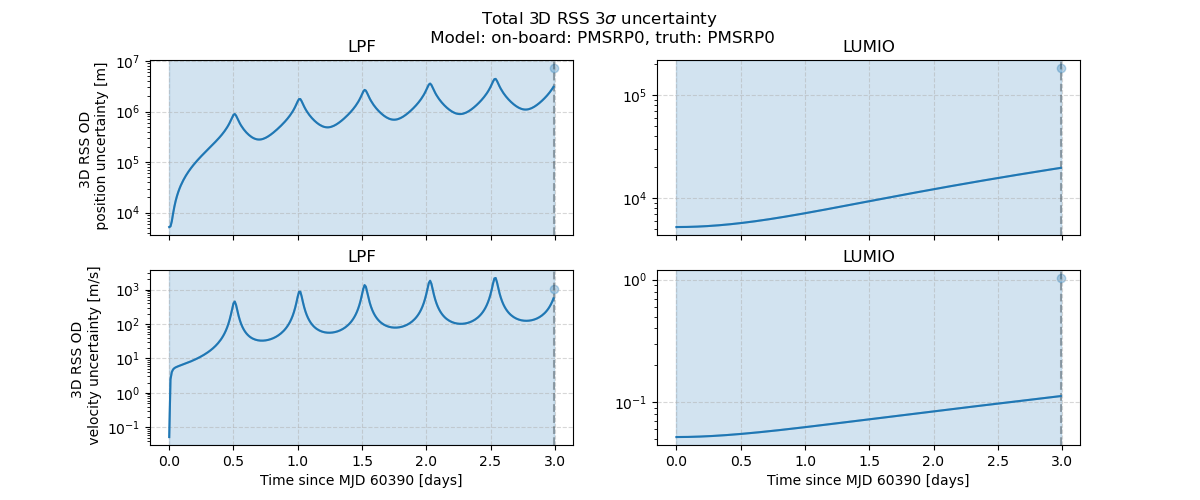 Total 3D RSS 3σ uncertainty
Model: on-board: PMSRP0, truth: PMSRP0
LPF
LUMIO
10^7
10^6
10^5
10^4
3D RSS OD
position uncertainty [m]
10^5
10^4
LPF
LUMIO
10^3
10^2
10^1
10^0
10^−1
3D RSS OD
velocity uncertainty [m/s]
10^0
10^−1
0.0 0.5 1.0 1.5 2.0 2.5 3.0
0.0 0.5 1.0 1.5 2.0 2.5 3.0
Time since MJD 60390 [days]
Time since MJD 60390 [days]